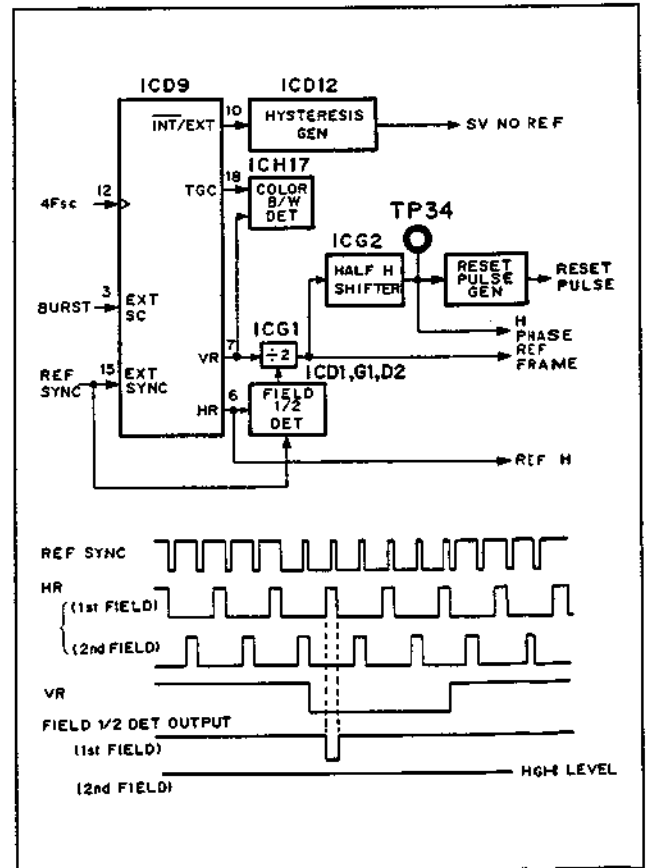 ICD9
ICD12
10
INT/EXT
HYSTERESIS
GEN
SV NO REF
ICH17
18
TGC
COLOR
B/W
DET
12
4Fsc
TP34
ICG2
HALF H
SHIFTER
RESET
PULSE
GEN
RESET
PULSE
3
BURST
EXT
SC
ICG1
H
PHASE
7
VR
÷2
REF
FRAME
ICD1,G1,D2
REF
SYNC
15
EXT
SYNC
6
HR
FIELD
1/2
DET
REF H
REF SYNC
HR
(1st FIELD)
(2nd FIELD)
VR
FIELD 1/2 DET OUTPUT
(1st FIELD)
(2nd FIELD)
HGH LEVEL